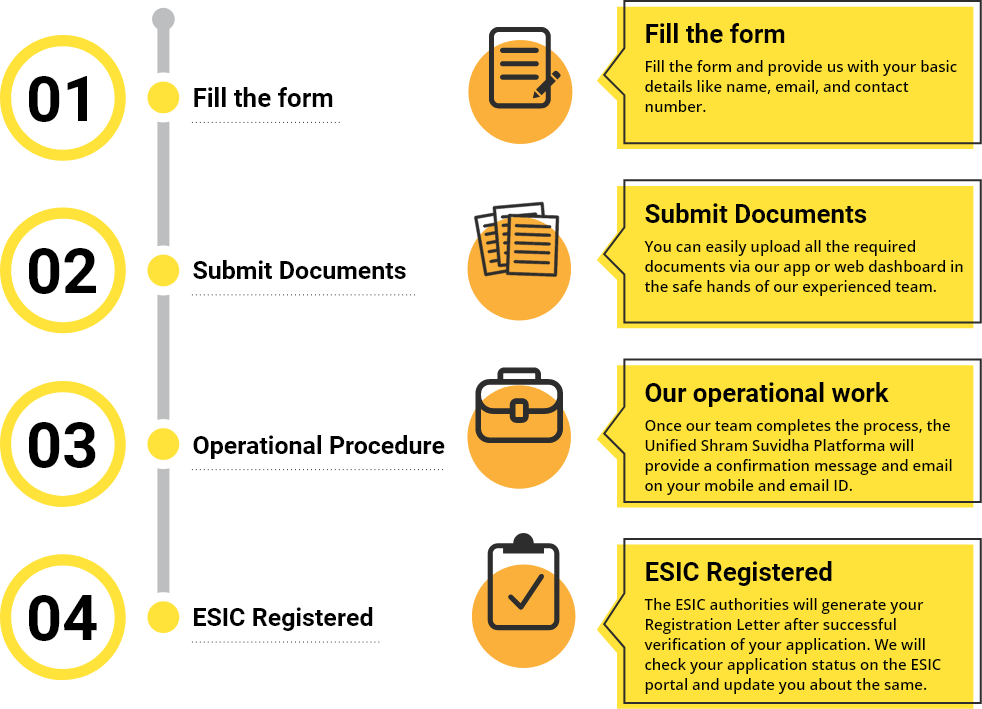 01
Fill the form
Fill the form
Fill the form and provide us with your basic
details like name, email, and contact
number.
02
Submit Documents
Submit Documents
You can easily upload all the required
documents via our app or web dashboard in
the safe hands of our experienced team.
03
Operational Procedure
Our operational work
Once our team completes the process, the
Unified Shram Suvidha Platforma will
provide a confirmation message and email
on your mobile and email ID.
04
ESIC Registered
ESIC Registered
The ESIC authorities will generate your
Registration Letter after successful
verification of your application. We will
check your application status on the ESIC
portal and update you about the same.